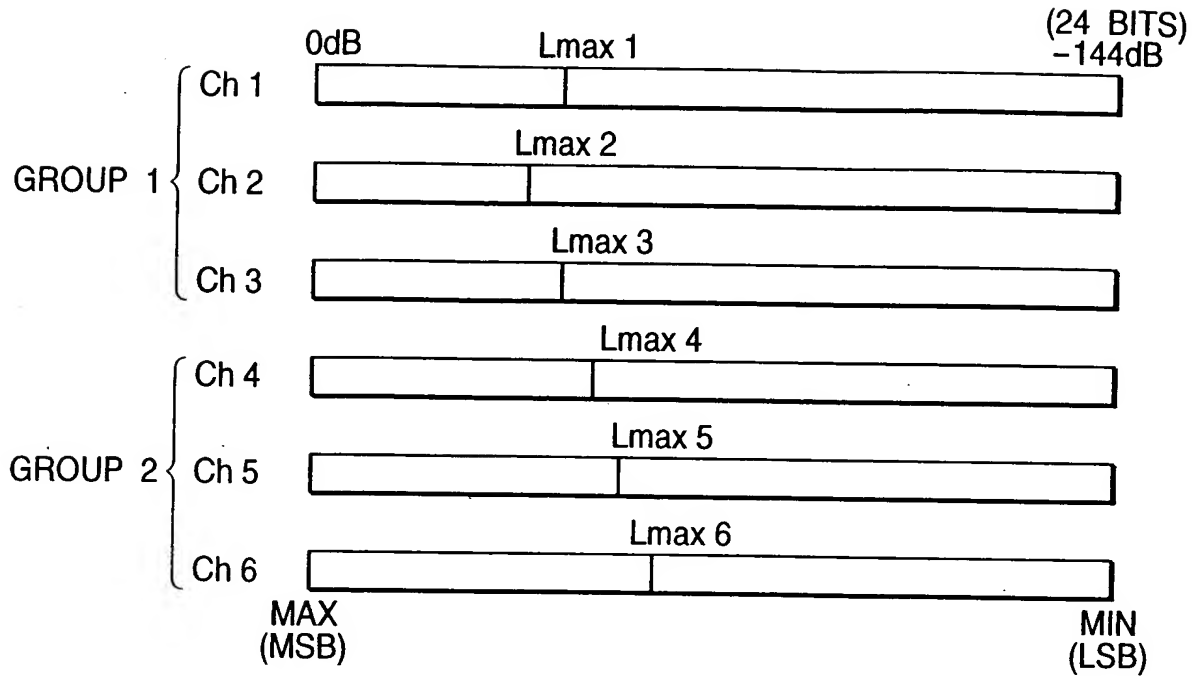 (24 BITS)
0dB Lmax 1 −144dB
Ch 1
Lmax 2
GROUP 1 Ch 2
Lmax 3
Ch 3
Lmax 4
Ch 4
Lmax 5
GROUP 2 Ch 5
Lmax 6
Ch 6
MAX MIN
(MSB) (LSB)